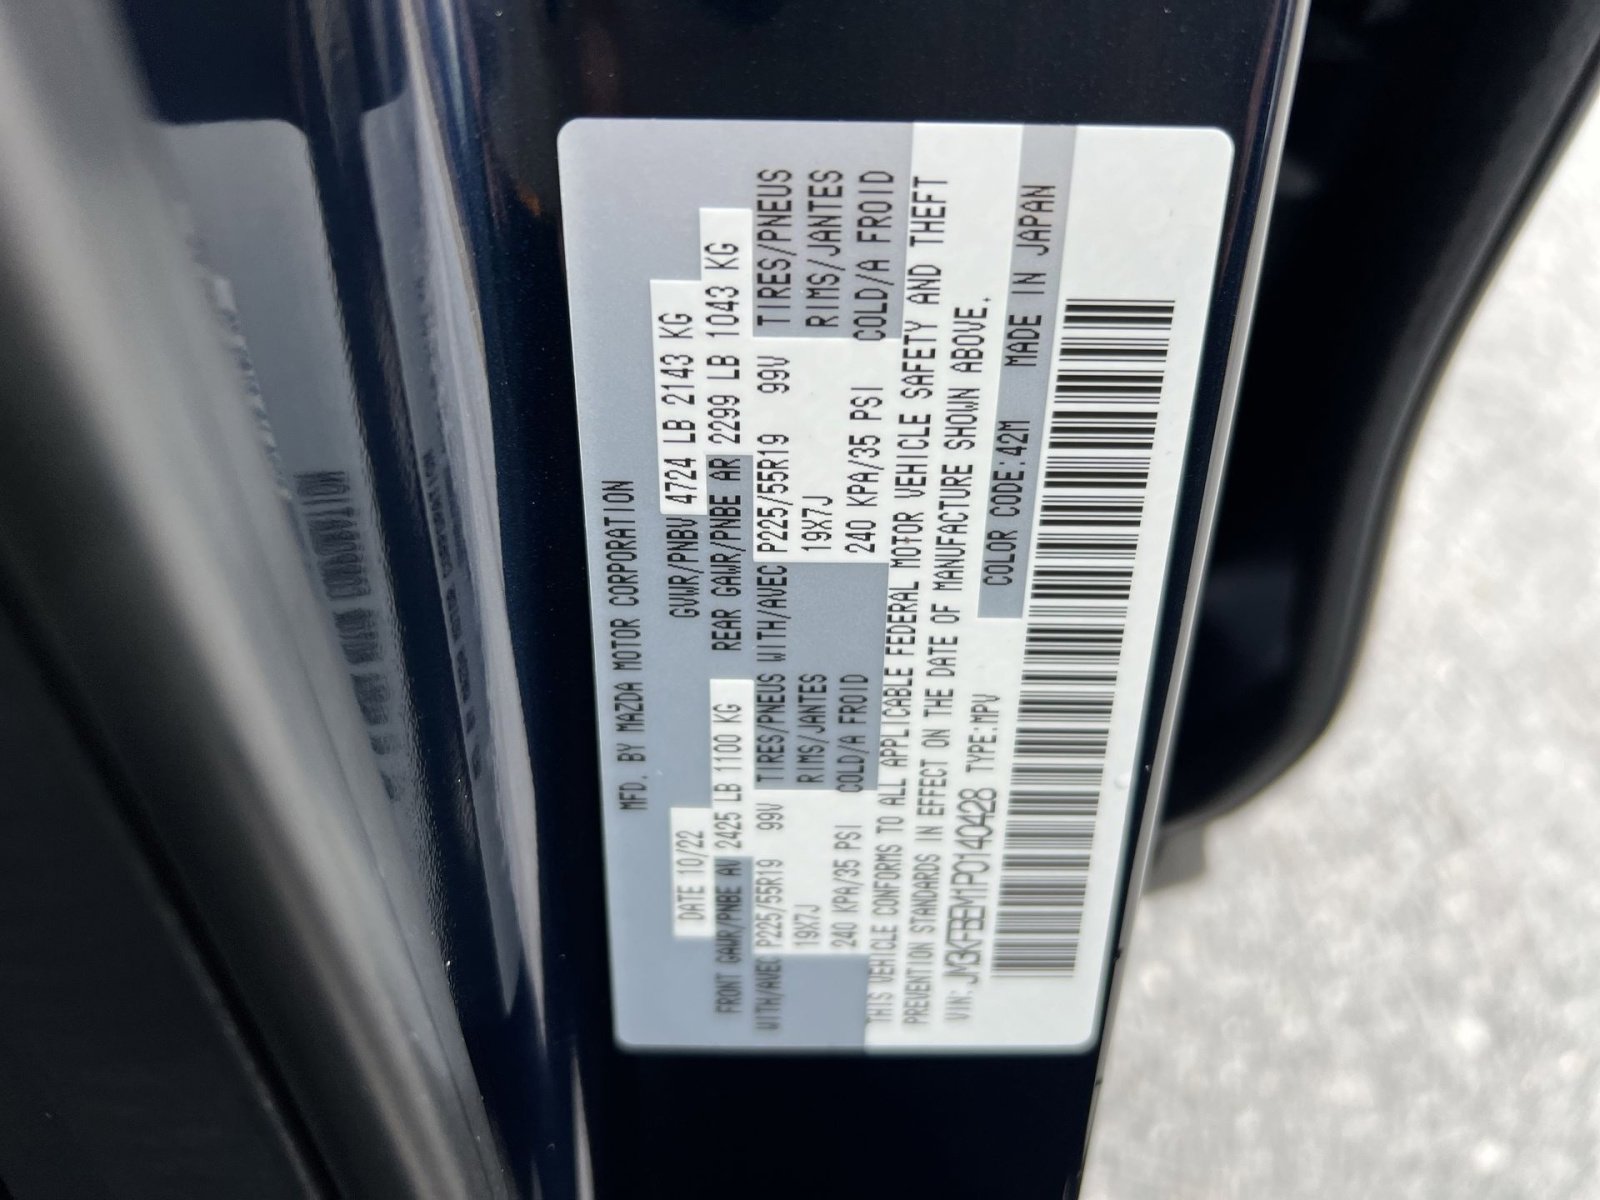 MFD. BY MAZDA MOTOR CORPORATION
DATE 10/22 GVWR/PNBV 4724 LB 2143 KG
FRONT GAWR/PNBE AV 2425 LB 1100 KG REAR GAWR/PNBE AR 2299 LB 1043 KG
WITH/AVEC P225/55R19 99V TIRES/PNEUS WITH/AVEC P225/55R19 99V TIRES/PNEUS
19X7J RIMS/JANTES 19X7J RIMS/JANTES
240 KPA/35 PSI COLD/A FROID 240 KPA/35 PSI COLD/A FROID
THIS VEHICLE CONFORMS TO ALL APPLICABLE FEDERAL MOTOR VEHICLE SAFETY AND THEFT
PREVENTION STANDARDS IN EFFECT ON THE DATE OF MANUFACTURE SHOWN ABOVE.
VIN: JM3KFBEM1P0140428 TYPE:MPV COLOR CODE:42M MADE IN JAPAN